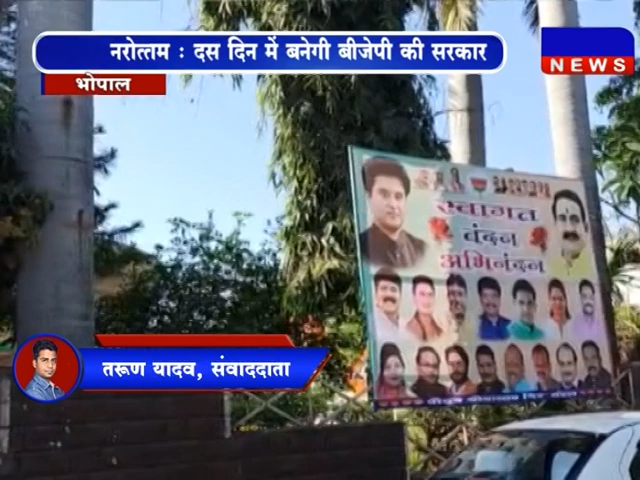 नरोत्तम : दस दिन में बनेगी बीजेपी की सरकार
भोपाल
NEWS
स्वागत
वंदन
अभिनंदन
तरूण यादव, संवाददाता